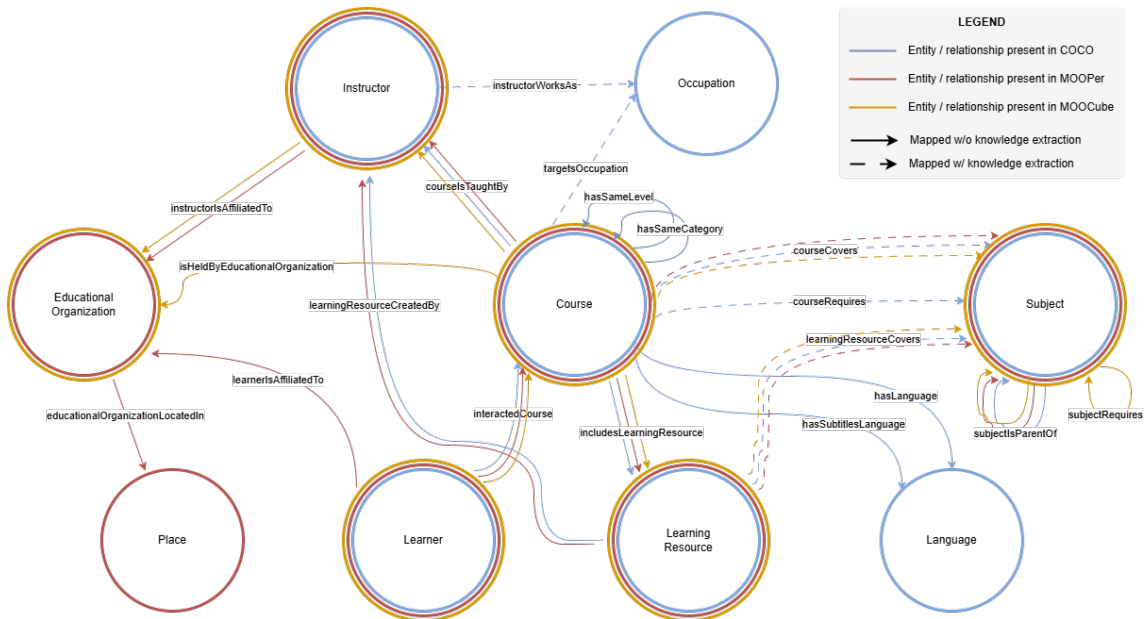 LEGEND
Entity / relationship present in COCO
Entity / relationship present in MOOPer
Entity / relationship present in MOOCube
Mapped w/o knowledge extraction
Mapped w/ knowledge extraction
Instructor
instructorWorksAs
Occupation
targetsOccupation
courseIsTaughtBy
hasSameLevel
hasSameCategory
instructorIsAffiliatedTo
isHeldByEducationalOrganization
learningResourceCreatedBy
Educational
Organization
Course
courseCovers
courseRequires
learningResourceCovers
Subject
learnerIsAffiliatedTo
educationalOrganizationLocatedIn
interactedCourse
includesLearningResource
hasLanguage
hasSubtitlesLanguage
subjectIsParentOf
subjectRequires
Place
Learner
Learning
Resource
Language